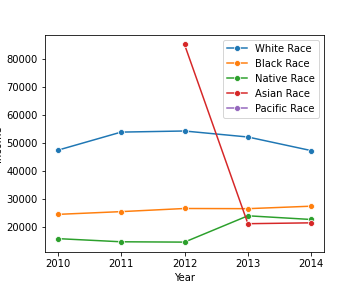 White Race
Black Race
Native Race
Asian Race
Pacific Race
80000
70000
60000
50000
40000
30000
20000
2010
2011
2012
2013
2014
Year